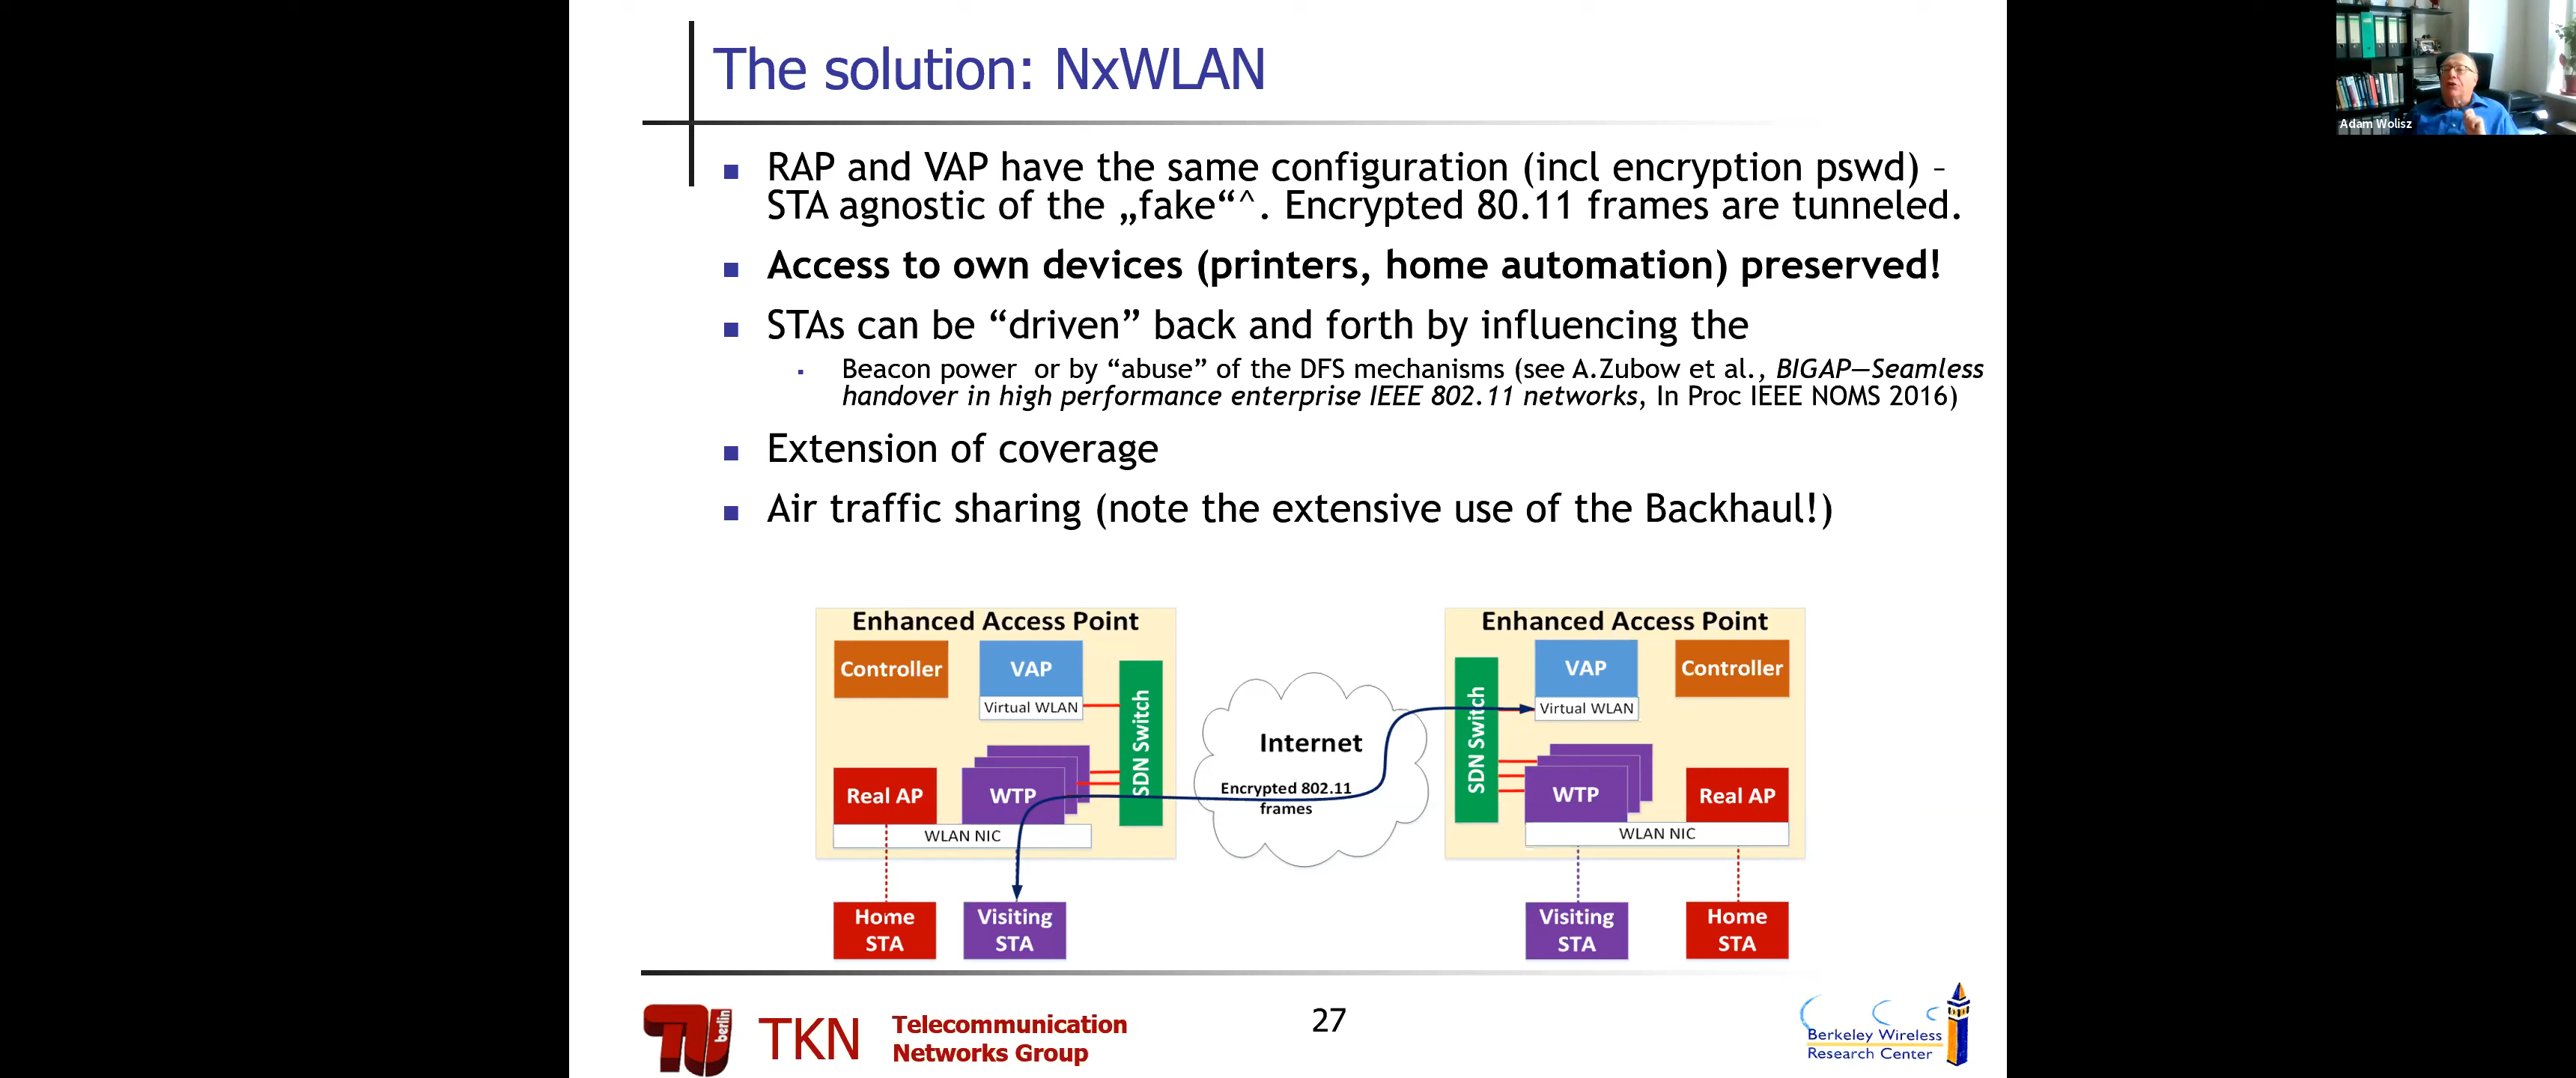 The solution: NxWLAN
Adam Wolisz
RAP and VAP have the same configuration (incl encryption pswd) –
STA agnostic of the „fake“^. Encrypted 80.11 frames are tunneled.
Access to own devices (printers, home automation) preserved!
STAs can be “driven” back and forth by influencing the
Beacon power or by “abuse” of the DFS mechanisms (see A.Zubow et al., BIGAP—Seamless
handover in high performance enterprise IEEE 802.11 networks, In Proc IEEE NOMS 2016)
Extension of coverage
Air traffic sharing (note the extensive use of the Backhaul!)
Enhanced Access Point
Controller
VAP
Virtual WLAN
SDN Switch
Real AP
WTP
WLAN NIC
Home
STA
Visiting
STA
Internet
Encrypted 802.11
frames
Enhanced Access Point
SDN Switch
VAP
Virtual WLAN
Controller
WTP
Real AP
WLAN NIC
Visiting
STA
Home
STA
berlin
TKN
Telecommunication
Networks Group
27
Berkeley Wireless
Research Center